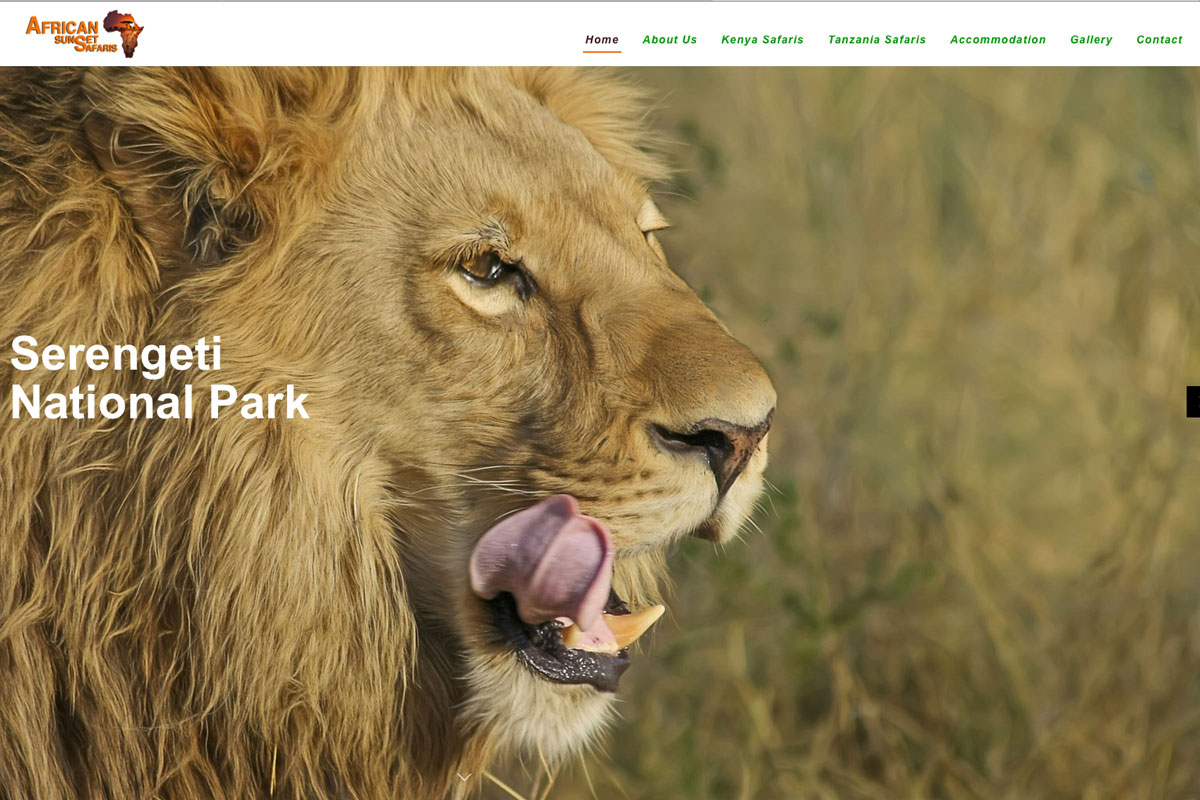 AFRICAN
SUNSET
SAFARIS
Home About Us Kenya Safaris Tanzania Safaris Accommodation Gallery Contact
Serengeti
National Park